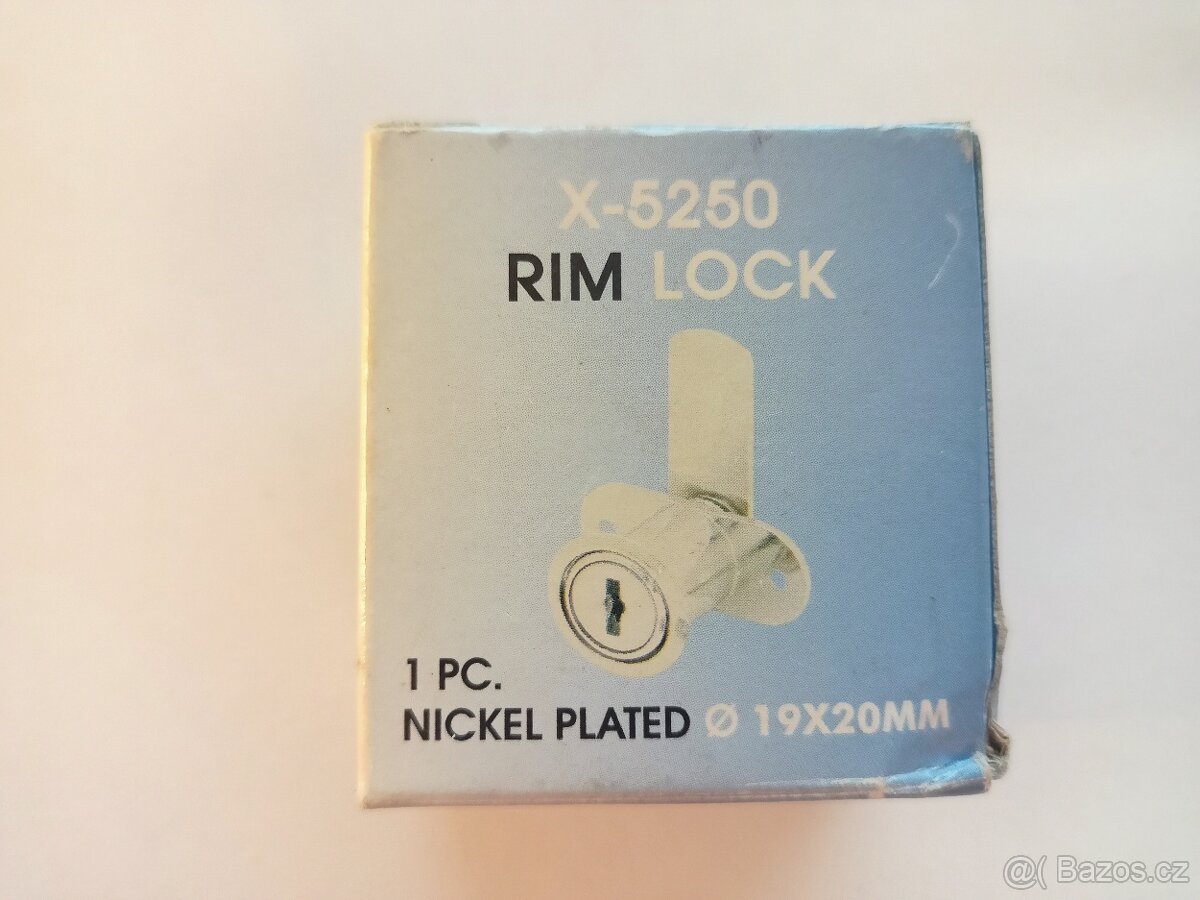 X-5250
RIM LOCK
1 PC.
NICKEL PLATED Ø 19X20MM
@( Bazos.cz